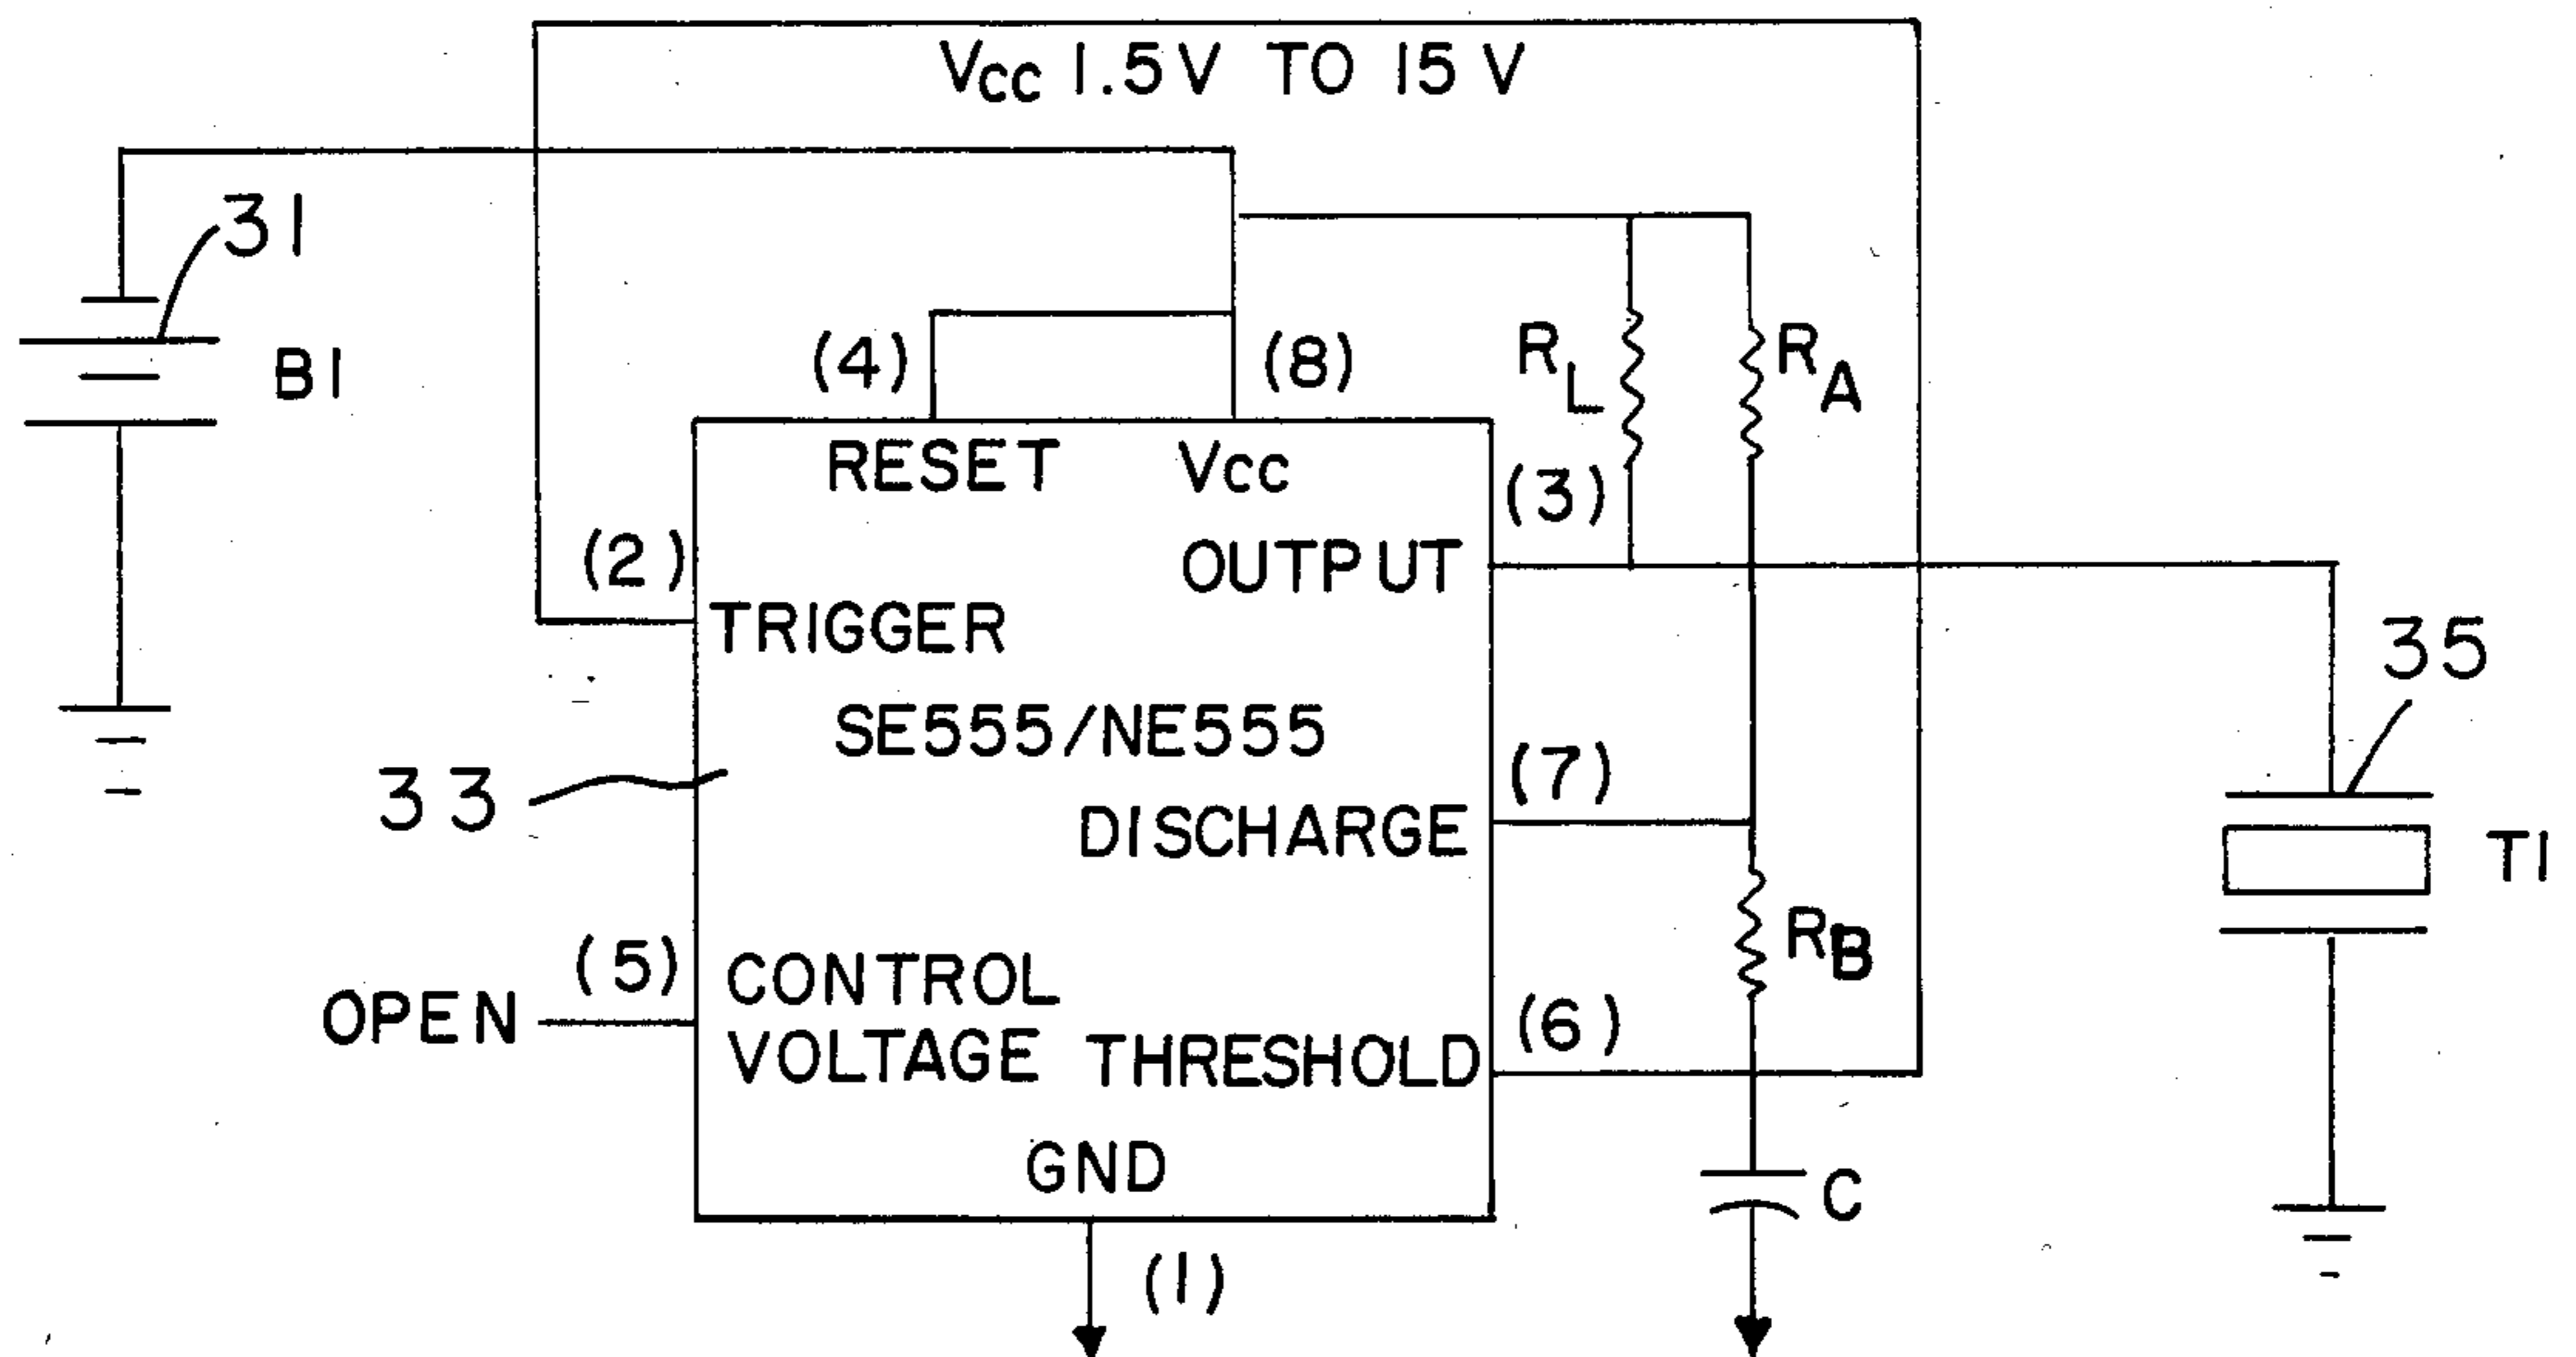 Vcc 1.5V TO 15 V
31
B1
(4)
(8)
RL
RA
RESET
Vcc
(3)
(2)
OUTPUT
TRIGGER
35
SE555/NE555
33
(7)
DISCHARGE
T1
RB
(5)
CONTROL
VOLTAGE
OPEN
(6)
THRESHOLD
GND
C
(1)